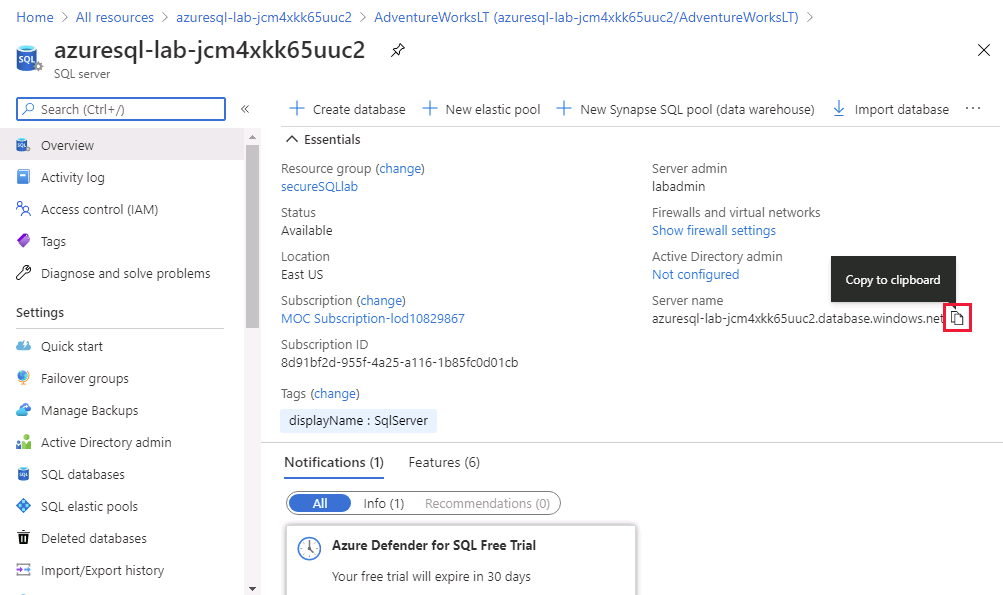 Home > All resources > azuresql-lab-jcm4xkk65uuc2 > AdventureWorksLT (azuresql-lab-jcm4xkk65uuc2/AdventureWorksLT) >
azuresql-lab-jcm4xkk65uuc2
SQL server
Search (Ctrl+/)
«
Overview
Activity log
Access control (IAM)
Tags
Diagnose and solve problems
Settings
Quick start
Failover groups
Manage Backups
Active Directory admin
SQL databases
SQL elastic pools
Deleted databases
Import/Export history
Create database
New elastic pool
New Synapse SQL pool (data warehouse)
Import database
...
Essentials
Resource group (change)
secureSQLlab
Status
Available
Location
East US
Subscription (change)
MOC Subscription-lod10829867
Subscription ID
8d91bf2d-955f-4a25-a116-1b85fc0d01cb
Tags (change)
displayName : SqlServer
Server admin
labadmin
Firewalls and virtual networks
Show firewall settings
Active Directory admin
Not configured
Copy to clipboard
Server name
azuresql-lab-jcm4xkk65uuc2.database.windows.net
Notifications (1)
Features (6)
All
Info (1)
Recommendations (0)
Azure Defender for SQL Free Trial
Your free trial will expire in 30 days